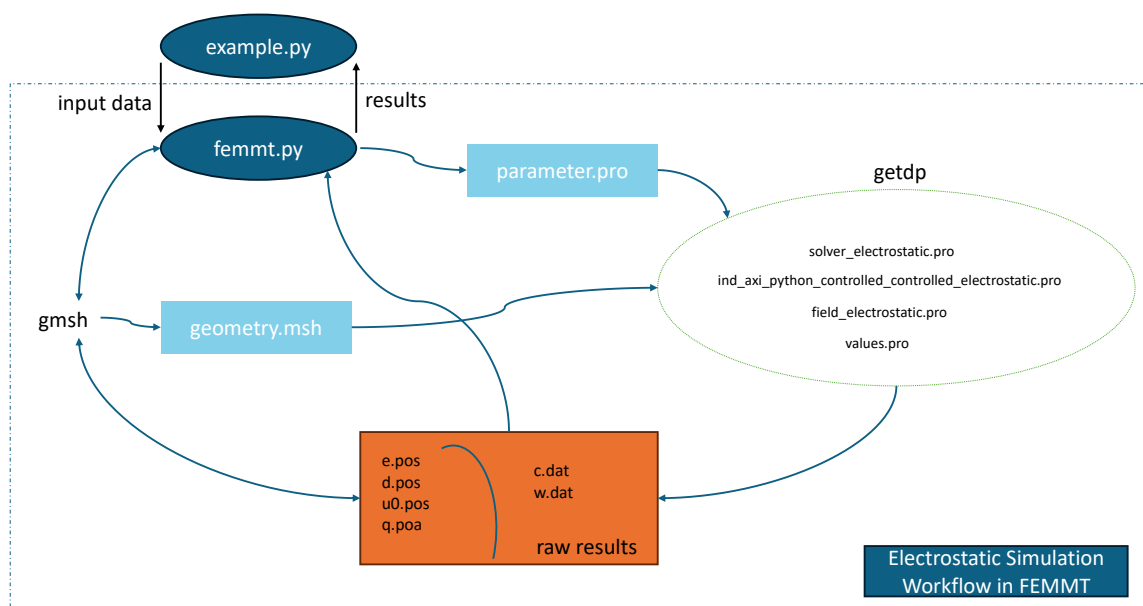 example.py
input data
results
femmt.py
parameter.pro
getdp
solver_electrostatic.pro
ind_axi_python_controlled_controlled_electrostatic.pro
field_electrostatic.pro
values.pro
gmsh
geometry.msh
e.pos
d.pos
u0.pos
q.poa
c.dat
w.dat
raw results
Electrostatic Simulation
Workflow in FEMMT